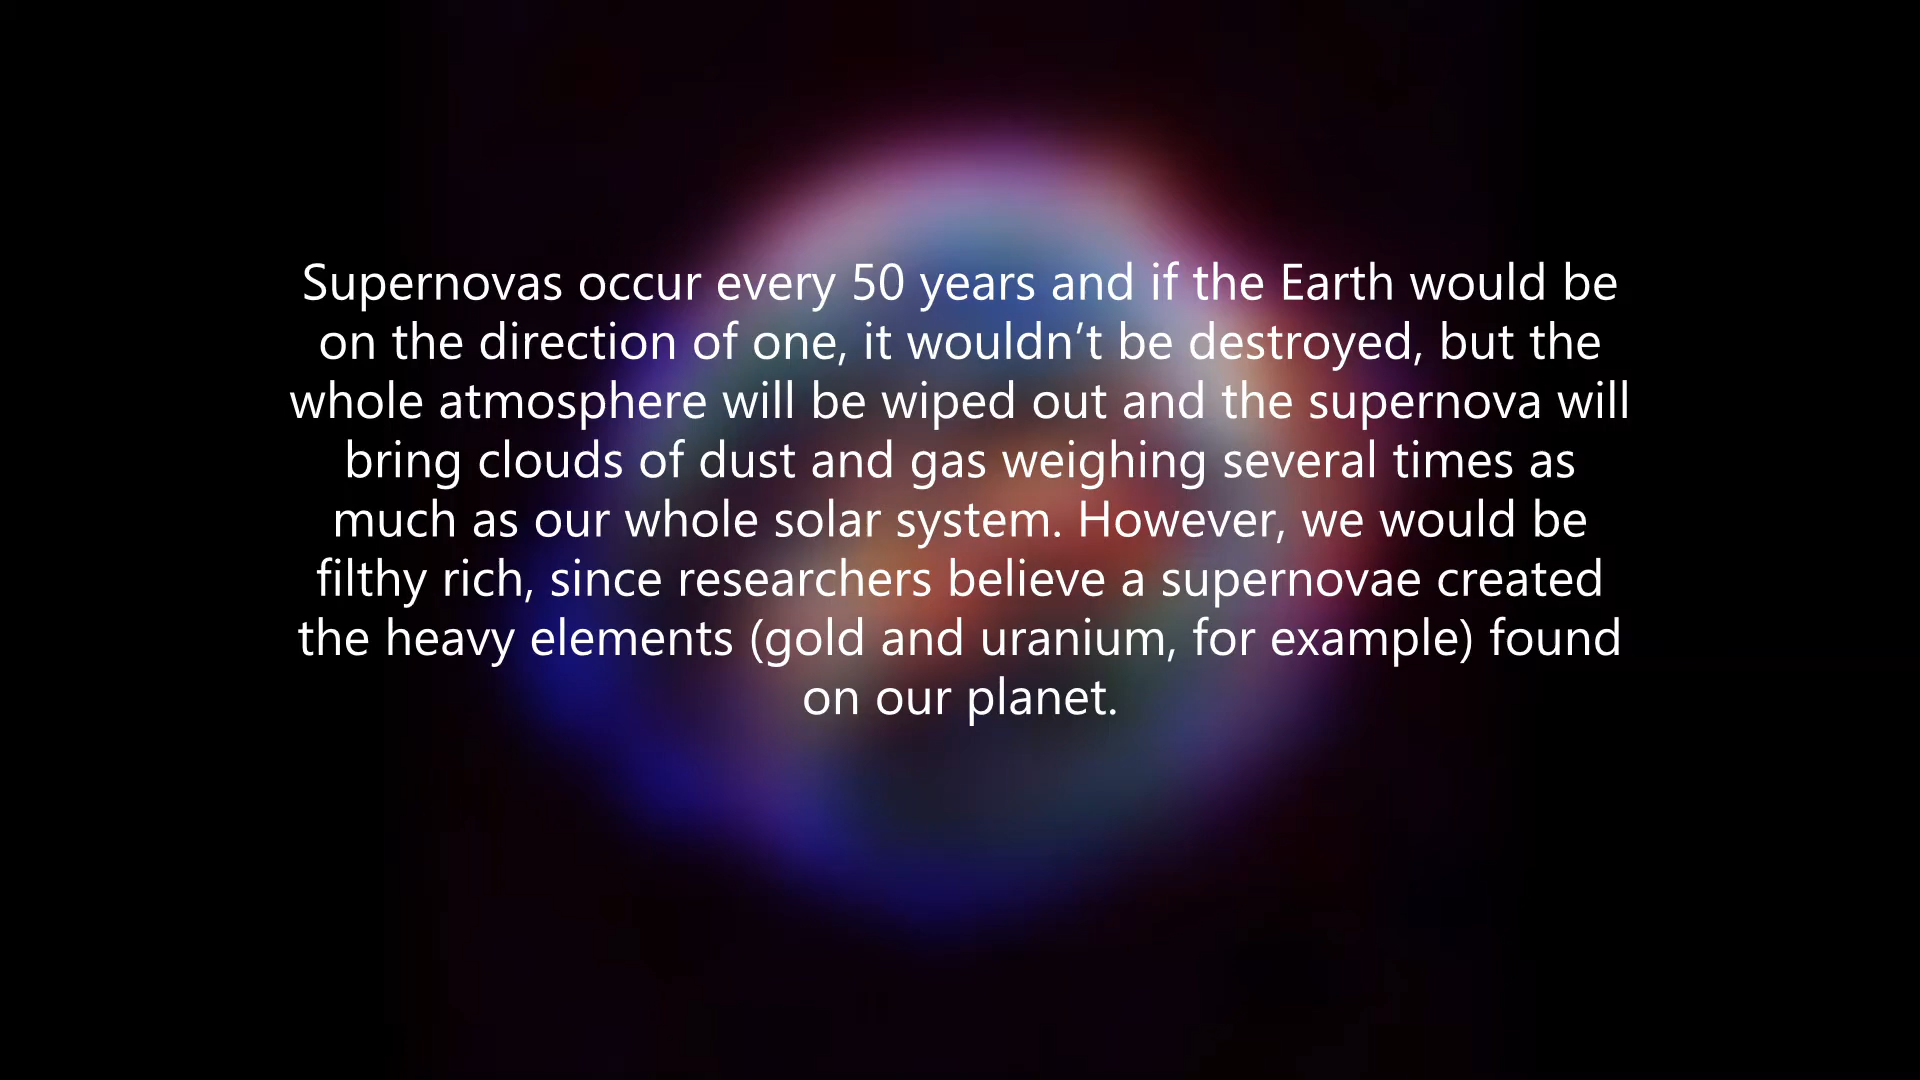 Supernovas occur every 50 years and if the Earth would be
on the direction of one, it wouldn’t be destroyed, but the
whole atmosphere will be wiped out and the supernova will
bring clouds of dust and gas weighing several times as
much as our whole solar system. However, we would be
filthy rich, since researchers believe a supernovae created
the heavy elements (gold and uranium, for example) found
on our planet.